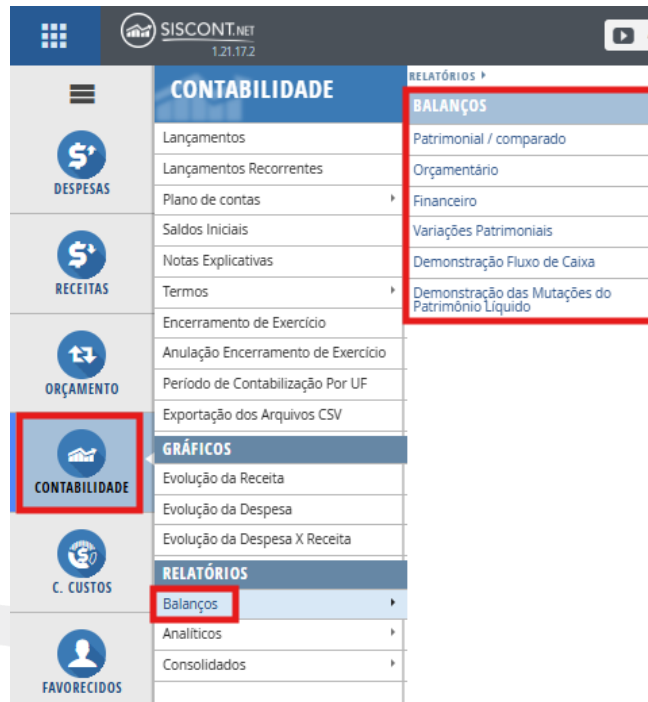 SISCONT.NET
1.21.17.2
DESPESAS
RECEITAS
ORÇAMENTO
CONTABILIDADE
C. CUSTOS
FAVORECIDOS
CONTABILIDADE
Lançamentos
Lançamentos Recorrentes
Plano de contas
Saldos Iniciais
Notas Explicativas
Termos
Encerramento de Exercício
Anulação Encerramento de Exercício
Período de Contabilização Por UF
Exportação dos Arquivos CSV
GRÁFICOS
Evolução da Receita
Evolução da Despesa
Evolução da Despesa X Receita
RELATÓRIOS
Balanços
Analíticos
Consolidados
RELATÓRIOS
BALANÇOS
Patrimonial / comparado
Orçamentário
Financeiro
Variações Patrimoniais
Demonstração Fluxo de Caixa
Demonstração das Mutações do
Patrimônio Líquido